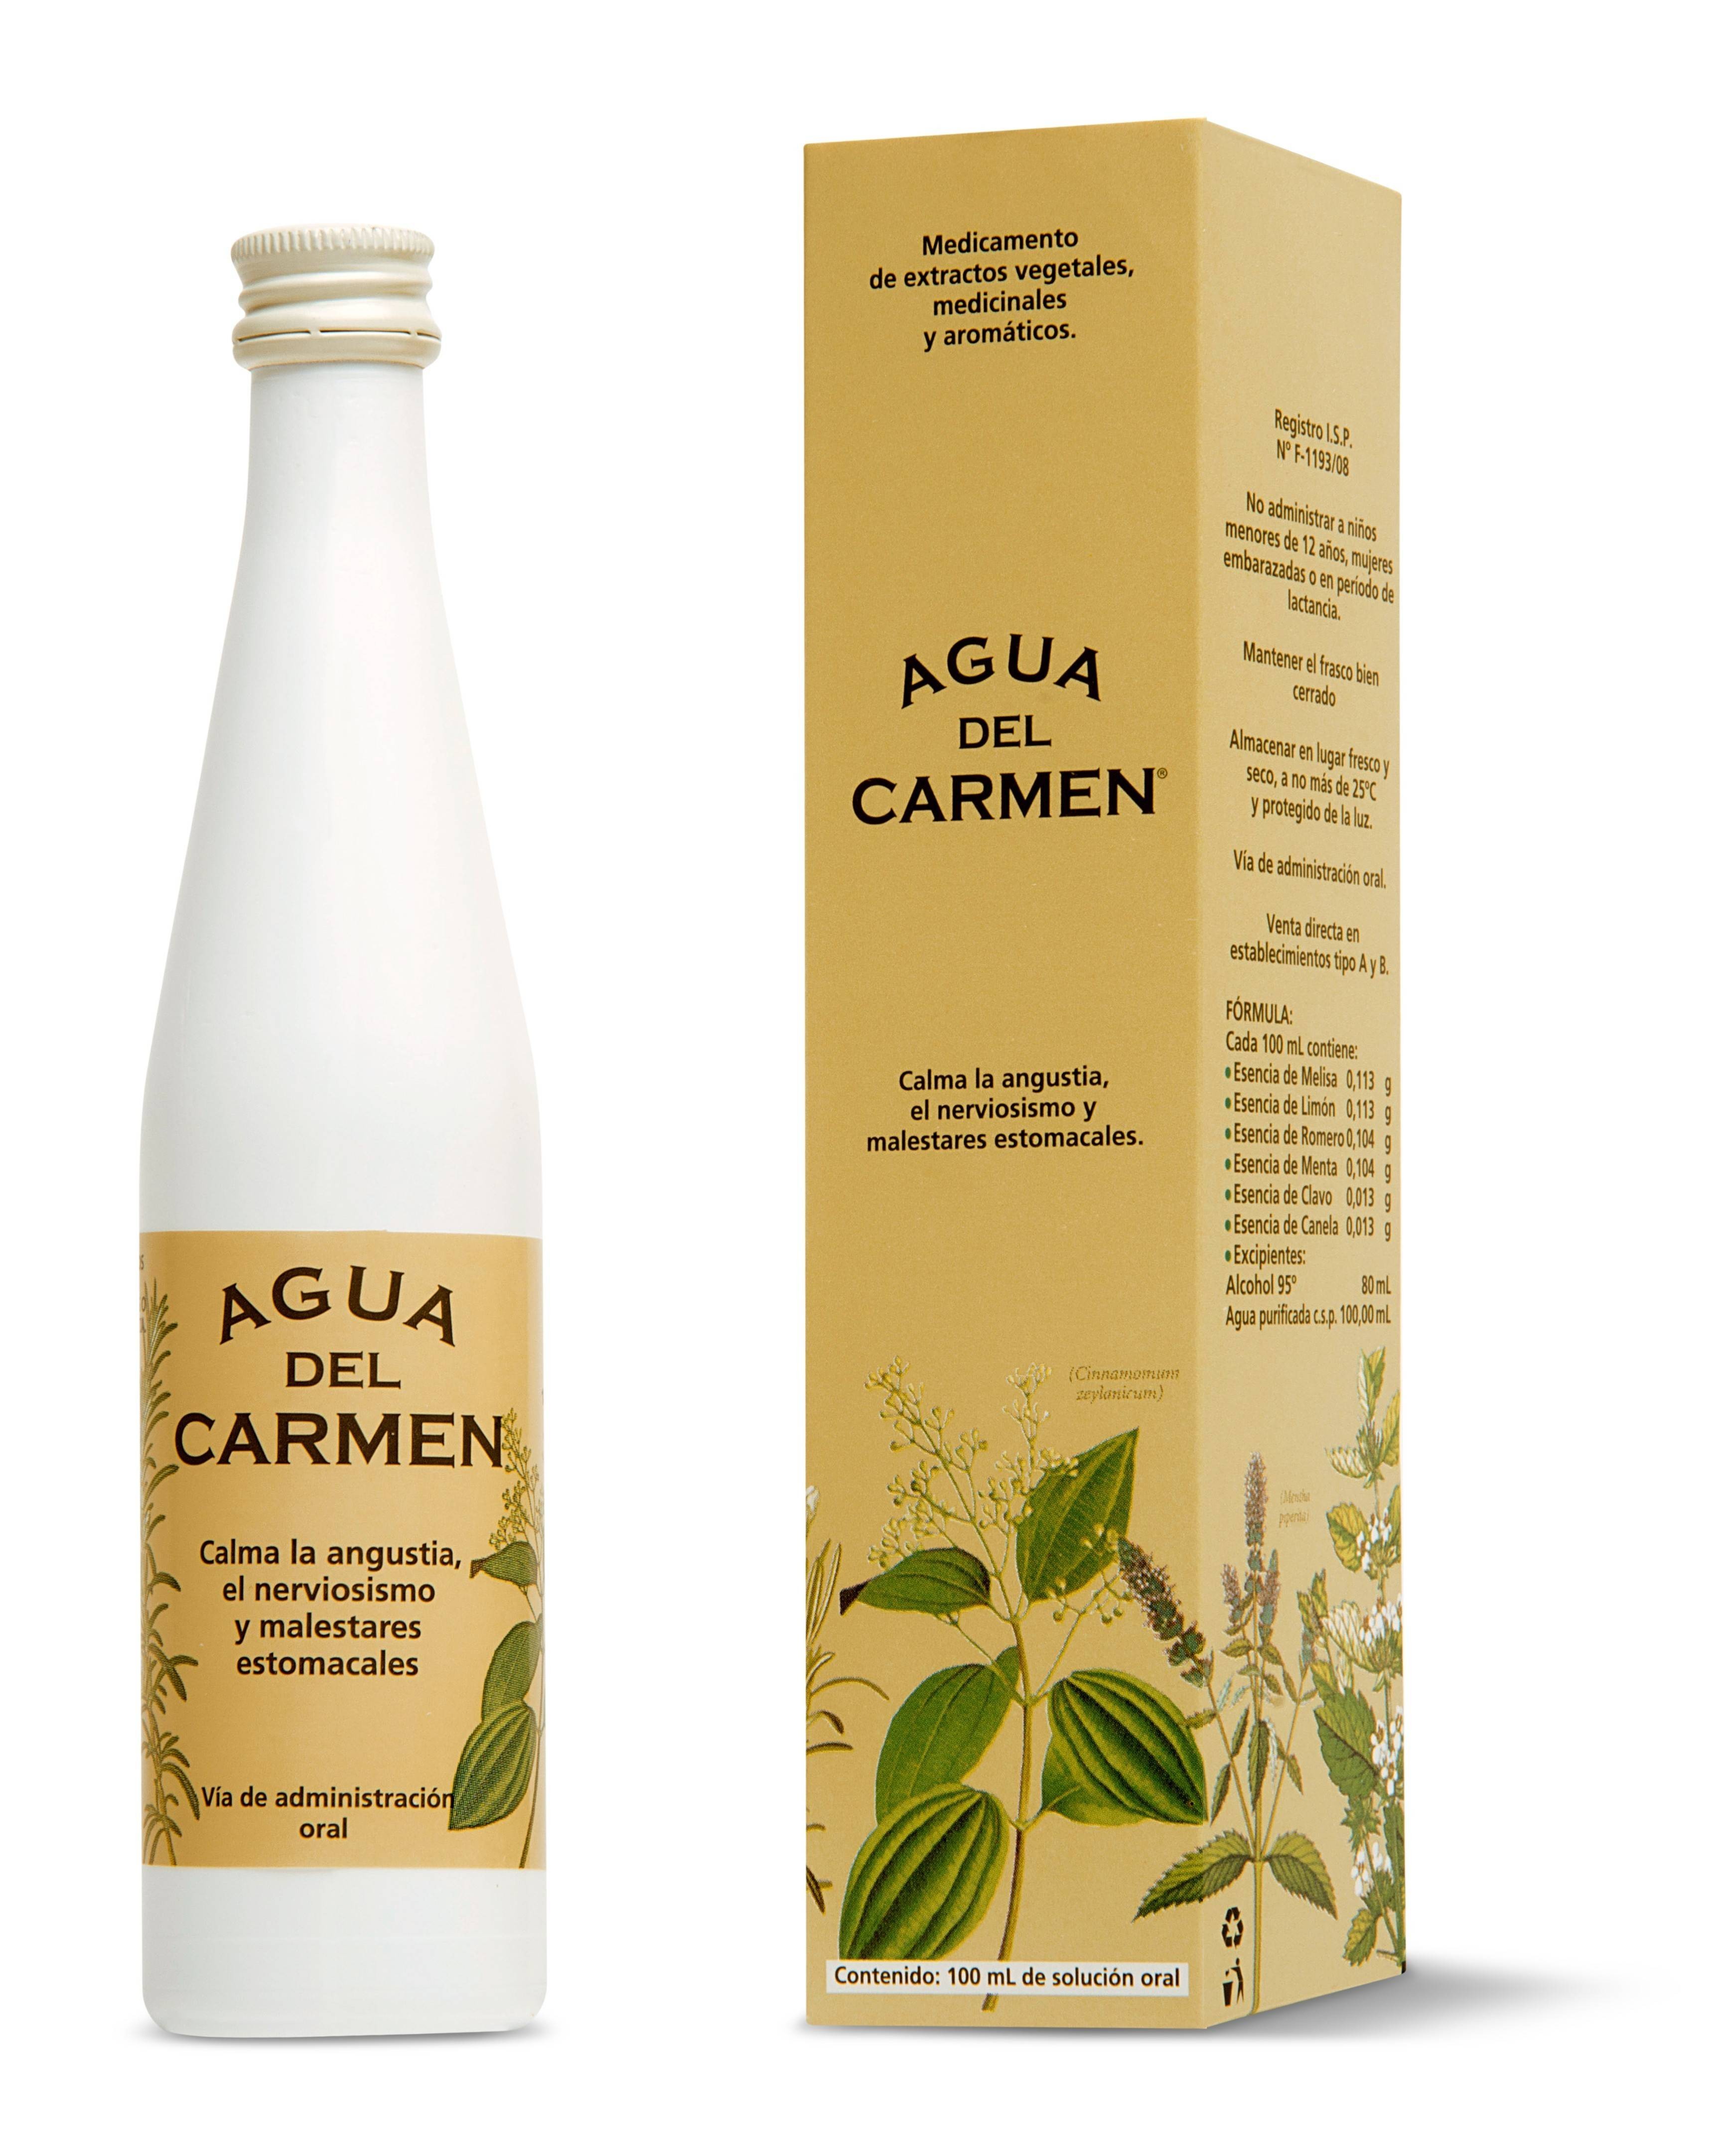 AGUA
DEL
CARMEN
Calma la angustia,
el nerviosismo
y malestares
estomacales
Vía de administración
oral
Medicamento
de extractos vegetales,
medicinales
y aromáticos.
AGUA
DEL
CARMEN®
Calma la angustia,
el nerviosismo y
malestares estomacales.
(Cinnamomum
zeylanicum)
Contenido: 100 mL de solución oral
Registro I.S.P.
N° F-1193/08
No administrar a niños
menores de 12 años, mujeres
embarazadas o en período de
lactancia.
Mantener el frasco bien
cerrado
Almacenar en lugar fresco y
seco, a no más de 25°C
y protegido de la luz.
Vía de administración oral.
Venta directa en
establecimientos tipo A y B.
FÓRMULA:
Cada 100 mL contiene:
• Esencia de Melisa 0,113 g
• Esencia de Limón 0,113 g
• Esencia de Romero 0,104 g
• Esencia de Menta 0,104 g
• Esencia de Clavo 0,013 g
• Esencia de Canela 0,013 g
• Excipientes:
Alcohol 95° 80 mL
Agua purificada c.s.p. 100,00 mL
(Mentha
piperita)